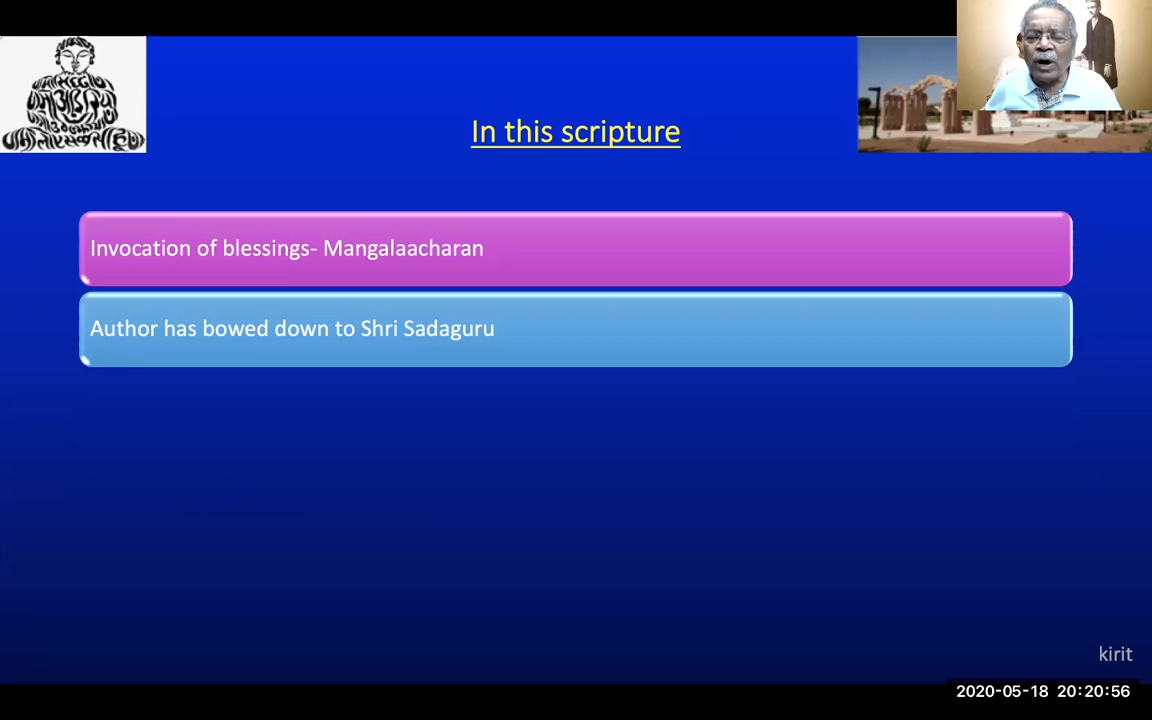 In this scripture
Invocation of blessings- Mangalaacharan
Author has bowed down to Shri Sadaguru
kirit
2020-05-18 20:20:56